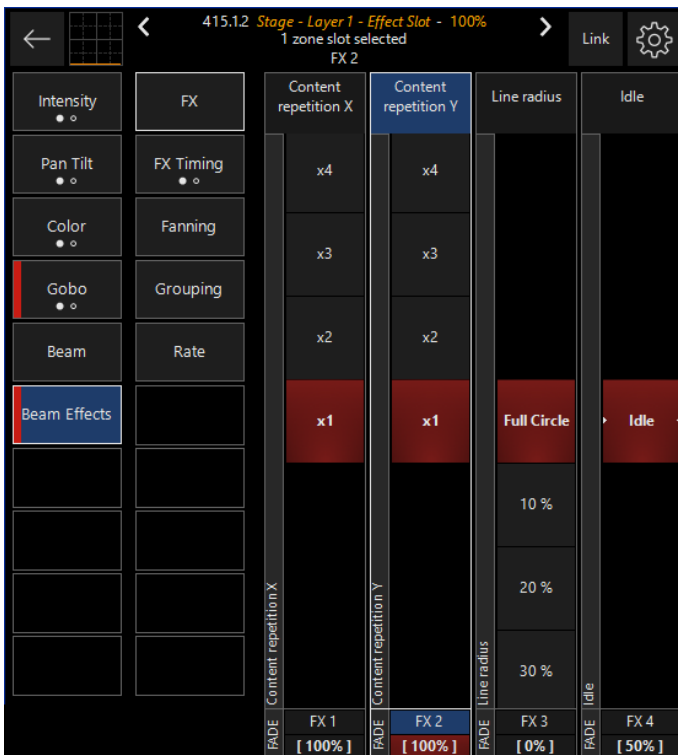 415.1.2 Stage - Layer 1 - Effect Slot - 100%
1 zone slot selected
FX 2
Link
Intensity
Pan Tilt
Color
Gobo
Beam
Beam Effects
FX
FX Timing
Fanning
Grouping
Rate
Content
repetition X
x4
x3
x2
x1
Content repetition X
FADE
FX 1
[ 100% ]
Content
repetition Y
x4
x3
x2
x1
Content repetition Y
FADE
FX 2
[ 100% ]
Line radius
Full Circle
10 %
20 %
30 %
Line radius
FADE
FX 3
[ 0% ]
Idle
Idle
Idle
FADE
FX 4
[ 50% ]